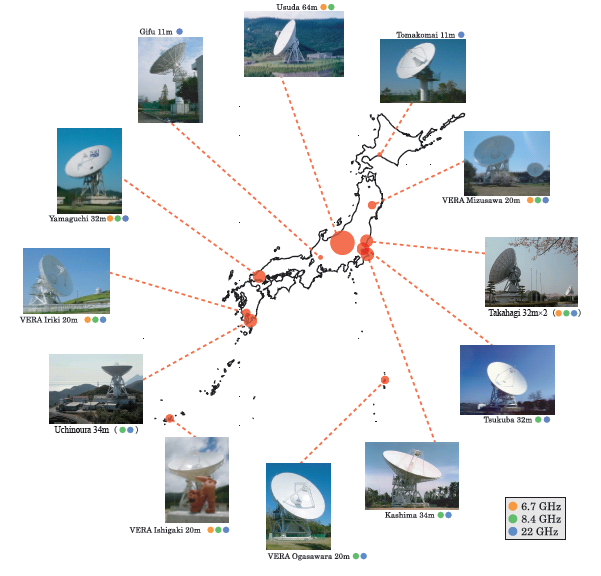 Usuda 64m
Gifu 11m
Tomakomai 11m
VERA Mizusawa 20m
Yamaguchi 32m
Takahagi 32m×2 ( )
VERA Iriki 20m
Tsukuba 32m
Uchinoura 34m ( )
Kashima 34m
VERA Ishigaki 20m
VERA Ogasawara 20m
6.7 GHz
8.4 GHz
22 GHz